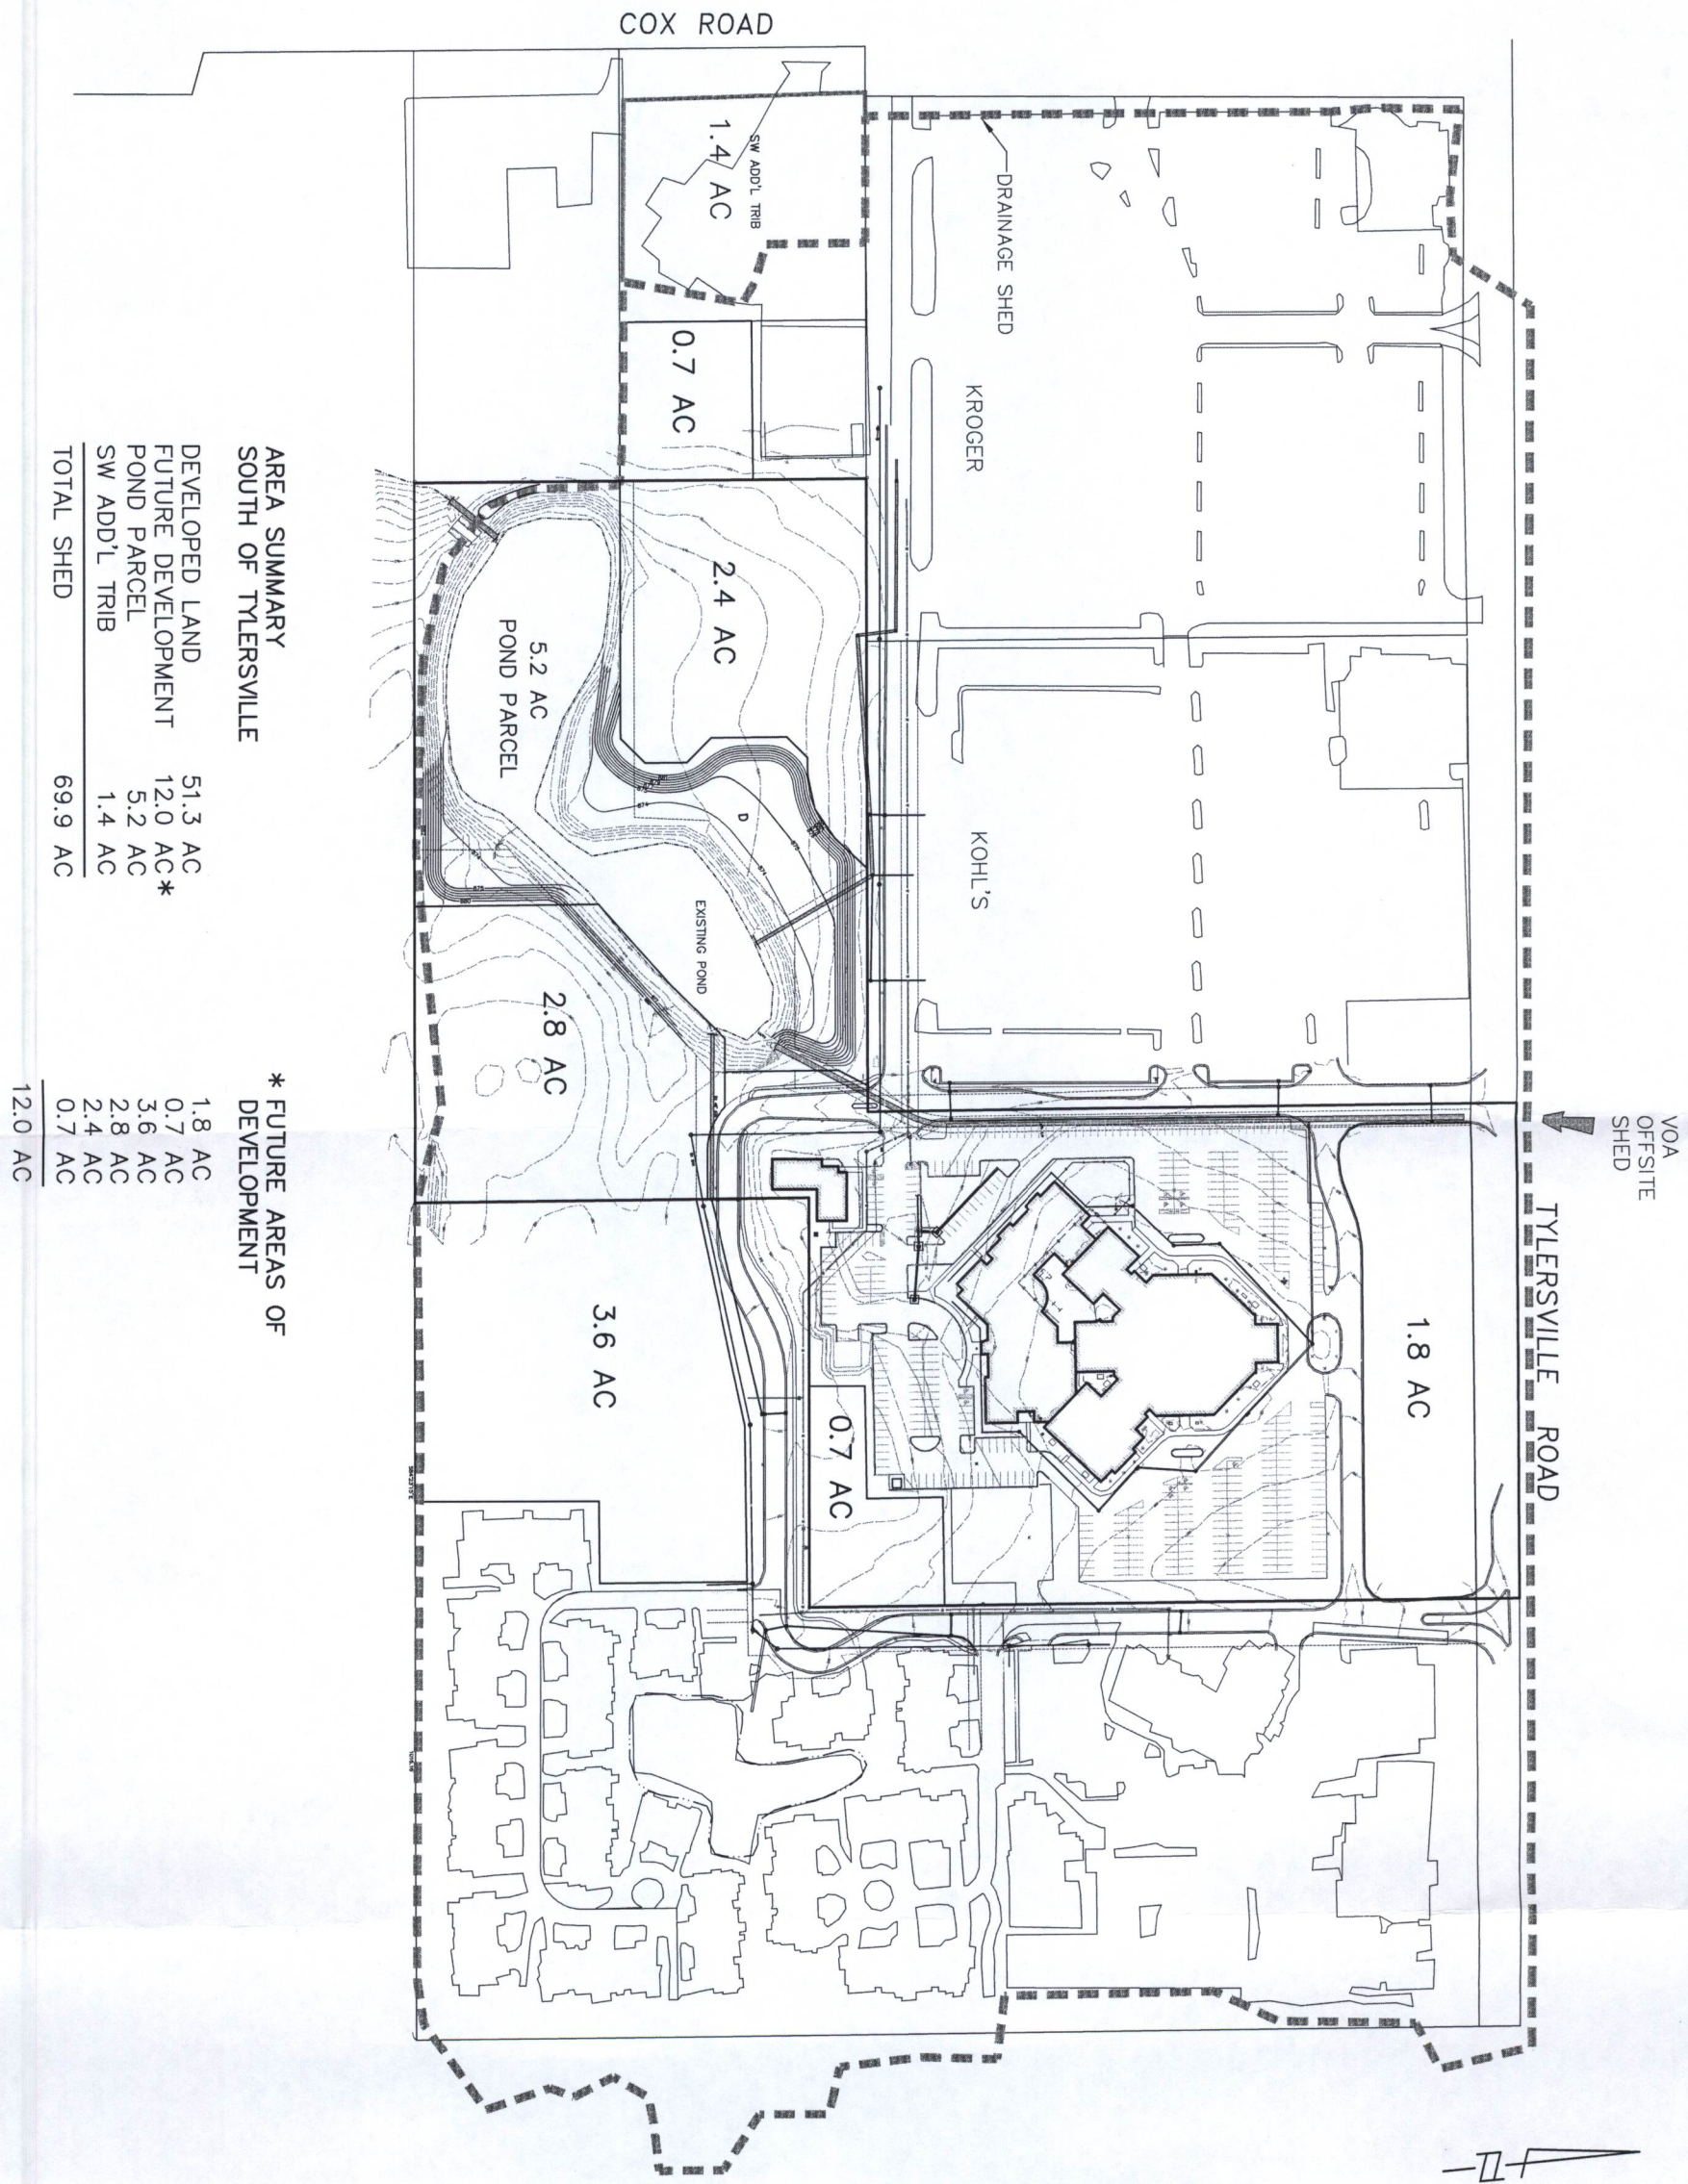 COX ROAD
VOA
OFFSITE
SHED
TYLERSVILLE ROAD
DRAINAGE SHED
KROGER
KOHL'S
SW ADD'L TRIB
1.4 AC
0.7 AC
2.4 AC
5.2 AC
POND PARCEL
D
EXISTING POND
2.8 AC
3.6 AC
0.7 AC
1.8 AC
AREA SUMMARY
SOUTH OF TYLERSVILLE
DEVELOPED LAND 51.3 AC
FUTURE DEVELOPMENT 12.0 AC*
POND PARCEL 5.2 AC
SW ADD'L TRIB 1.4 AC
TOTAL SHED 69.9 AC
* FUTURE AREAS OF
DEVELOPMENT
1.8 AC
0.7 AC
3.6 AC
2.8 AC
2.4 AC
0.7 AC
12.0 AC